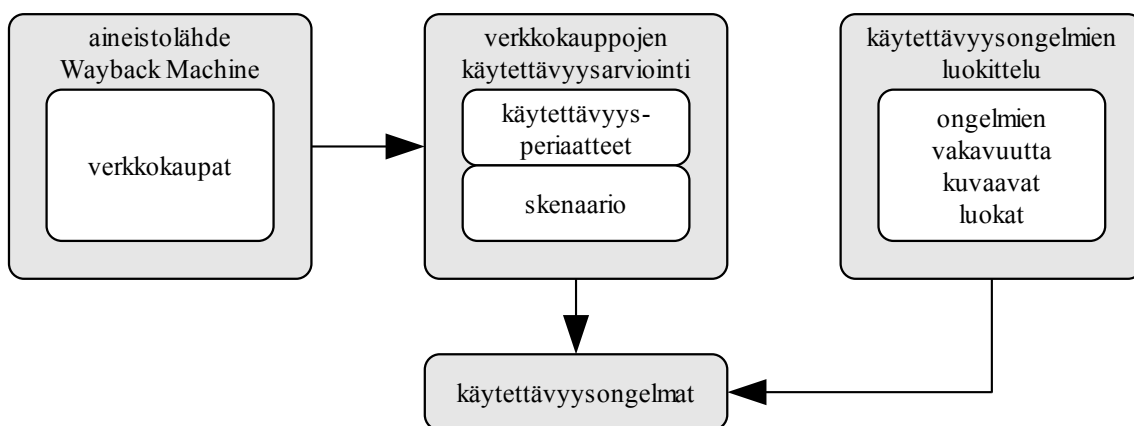 aineistolähde
Wayback Machine
verkkokaupat
verkkokauppojen
käytettävyysarviointi
käytettävyys-
periaatteet
skenaario
käytettävyysongelmien
luokittelu
ongelmien
vakavuutta
kuvaavat
luokat
käytettävyysongelmat